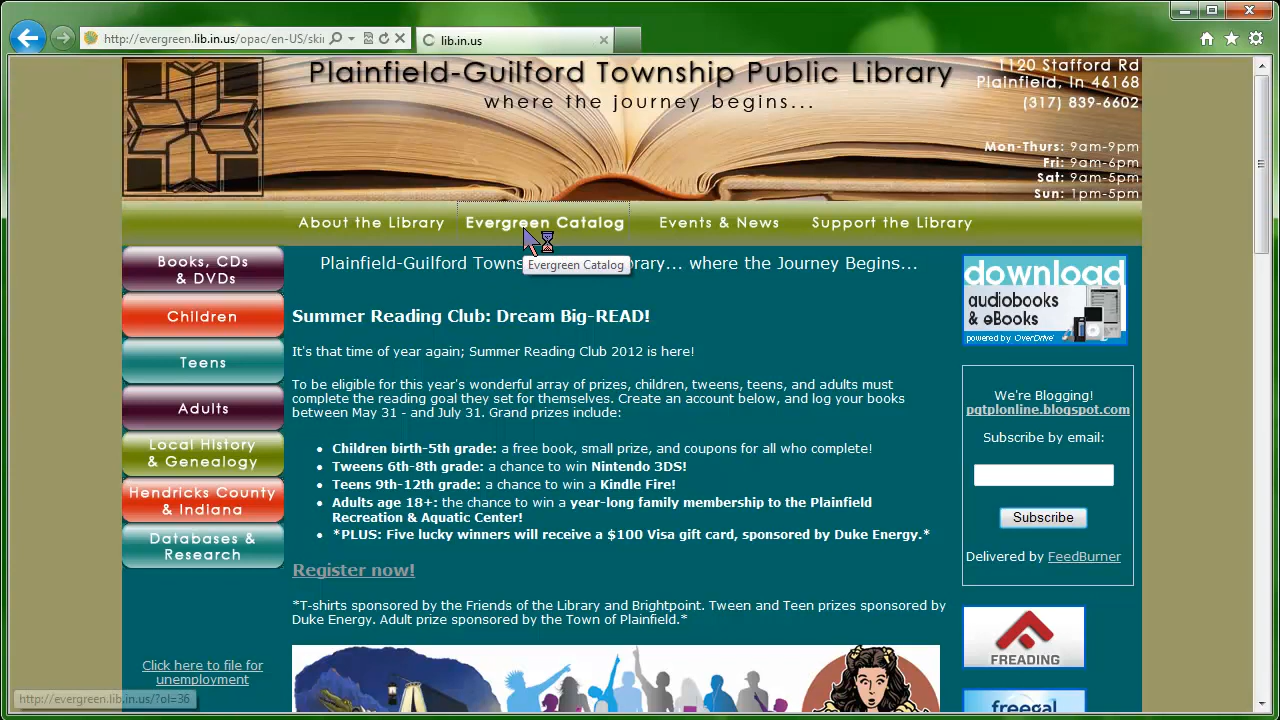 http://evergreen.lib.in.us/opac/en-US/ski
lib.in.us
Plainfield-Guilford Township Public Library
where the journey begins...
1120 Stafford Rd
Plainfield, In 46168
(317) 839-6602
Mon-Thurs: 9am-9pm
Fri: 9am-6pm
Sat: 9am-5pm
Sun: 1pm-5pm
About the Library
Evergreen Catalog
Events & News
Support the Library
Evergreen Catalog
Books, CDs
& DVDs
Children
Teens
Adults
Local History
& Genealogy
Hendricks County
& Indiana
Databases &
Research
Click here to file for
unemployment
http://evergreen.lib.in.us/?ol=36
Plainfield-Guilford Towns rary... where the Journey Begins...
Summer Reading Club: Dream Big-READ!
It's that time of year again; Summer Reading Club 2012 is here!
To be eligible for this year's wonderful array of prizes, children, tweens, teens, and adults must
complete the reading goal they set for themselves. Create an account below, and log your books
between May 31 - and July 31. Grand prizes include:
• Children birth-5th grade: a free book, small prize, and coupons for all who complete!
• Tweens 6th-8th grade: a chance to win Nintendo 3DS!
• Teens 9th-12th grade: a chance to win a Kindle Fire!
• Adults age 18+: the chance to win a year-long family membership to the Plainfield
Recreation & Aquatic Center!
• *PLUS: Five lucky winners will receive a $100 Visa gift card, sponsored by Duke Energy.*
Register now!
*T-shirts sponsored by the Friends of the Library and Brightpoint. Tween and Teen prizes sponsored by
Duke Energy. Adult prize sponsored by the Town of Plainfield.*
download
audiobooks
& eBooks
powered by OverDrive
We're Blogging!
pgtplonline.blogspot.com
Subscribe by email:
Subscribe
Delivered by FeedBurner
FREADING
freegal